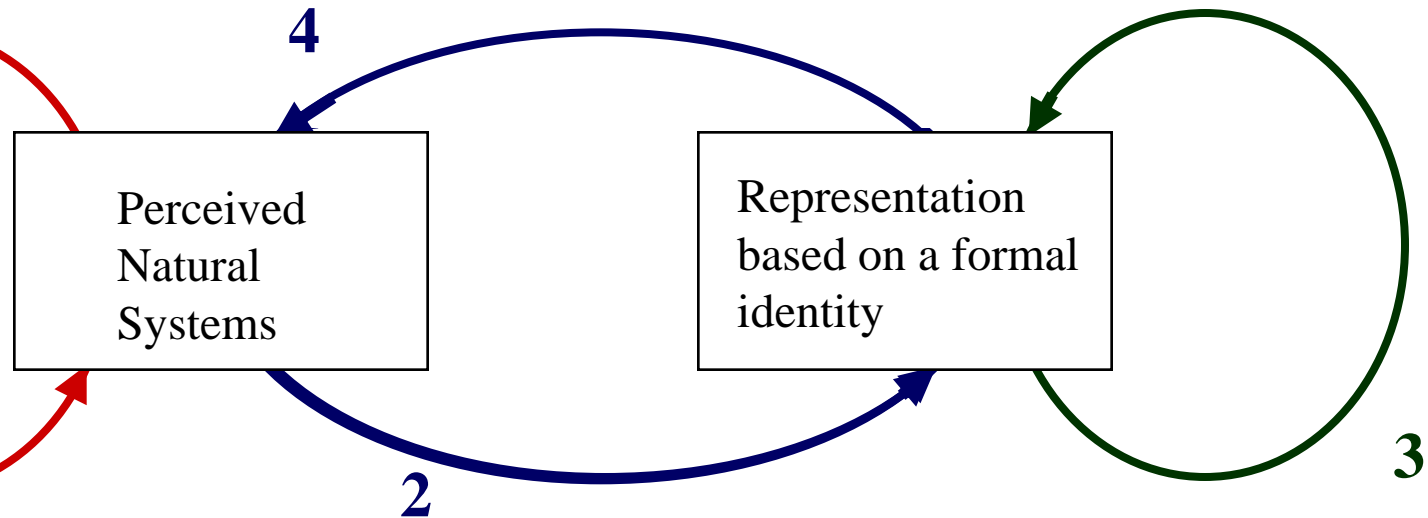 4
Perceived
Natural
Systems
Representation
based on a formal
identity
3
2